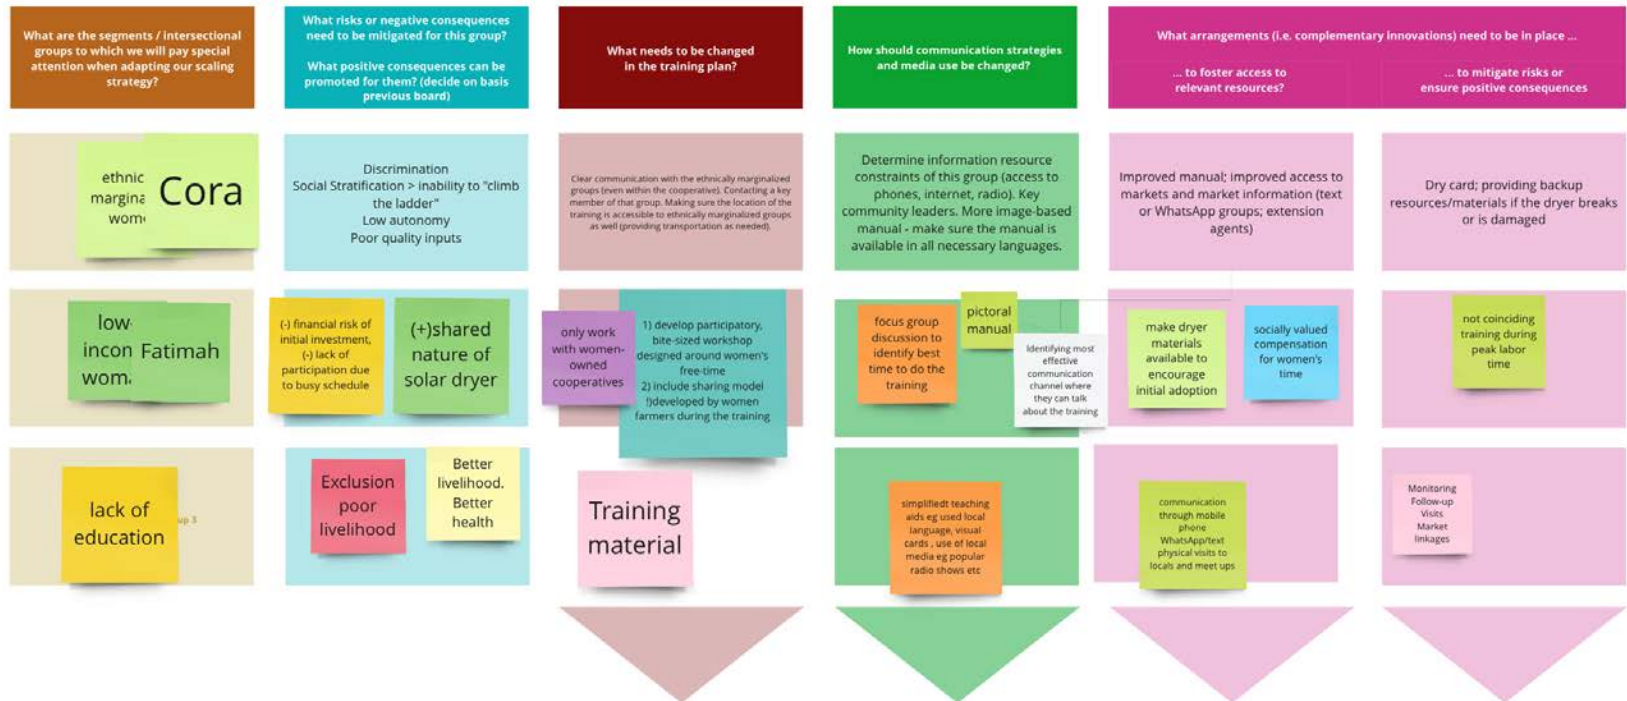 What are the segments / intersectional
groups to which we will pay special
attention when adapting our scaling
strategy?
What risks or negative consequences
need to be mitigated for this group?
What positive consequences can be
promoted for them? (decide on basis
previous board)
What needs to be changed
in the training plan?
How should communication strategies
and media use be changed?
What arrangements (i.e. complementary innovations) need to be in place ...
... to foster access to
relevant resources?
... to mitigate risks or
ensure positive consequences
ethnic
margina
wom
Cora
Discrimination
Social Stratification > inability to "climb
the ladder"
Low autonomy
Poor quality inputs
Clear communication with the ethnically marginalized
groups (even within the cooperative). Contacting a key
member of that group. Making sure the location of the
training is accessible to ethnically marginalized groups
as well (providing transportation as needed).
Determine information resource
constraints of this group (access to
phones, internet, radio). Key
community leaders. More image-based
manual - make sure the manual is
available in all necessary languages.
Improved manual; improved access to
markets and market information (text
or WhatsApp groups; extension
agents)
Dry card; providing backup
resources/materials if the dryer breaks
or is damaged
low-
incom
wom
Fatimah
(-) financial risk of
initial investment,
(-) lack of
participation due
to busy schedule
(+)shared
nature of
solar dryer
only work
with women-
owned
cooperatives
1) develop participatory,
bite-sized workshop
designed around women's
free-time
2) include sharing model
!)developed by women
farmers during the training
focus group
discussion to
identify best
time to do the
training
pictoral
manual
Identifying most
effective
communication
channel where
they can talk
about the training
make dryer
materials
available to
encourage
initial adoption
socially valued
compensation
for women's
time
not coinciding
training during
peak labor
time
lack of
education
up 3
Exclusion
poor
livelihood
Better
livelihood.
Better
health
Training
material
simplifiedt teaching
aids eg used local
language, visual
cards , use of local
media eg popular
radio shows etc
communication
through mobile
phone
WhatsApp/text
physical visits to
locals and meet ups
Monitoring
Follow-up
Visits
Market
linkages